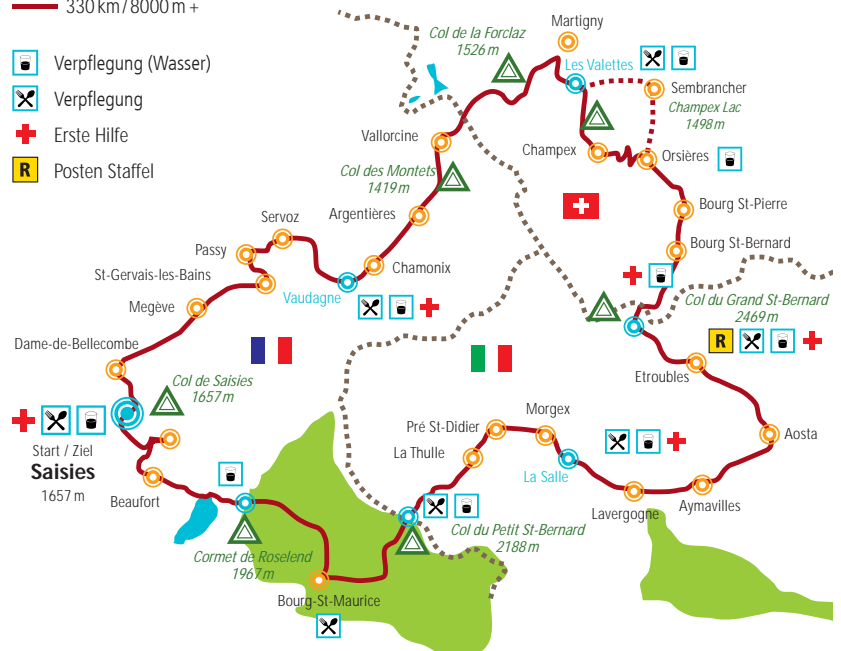 330 km / 8000 m +
Verpflegung (Wasser)
Verpflegung
Erste Hilfe
R
Posten Staffel
Martigny
Col de la Forclaz
1526 m
Les Valettes
Sembrancher
Champex Lac
1498 m
Vallorcine
Champex
Orsières
Col des Montets
1419 m
Argentières
Bourg St-Pierre
Servoz
Passy
Bourg St-Bernard
St-Gervais-les-Bains
Chamonix
Vaudagne
Megève
Col du Grand St-Bernard
2469 m
R
Dame-de-Bellecombe
Etroubles
Col de Saisies
1657 m
Start / Ziel
Saisies
1657 m
Morgex
Pré St-Didier
La Thulle
Aosta
La Salle
Beaufort
Lavergogne
Aymavilles
Col du Petit St-Bernard
2188 m
Cormet de Roselend
1967 m
Bourg-St-Maurice